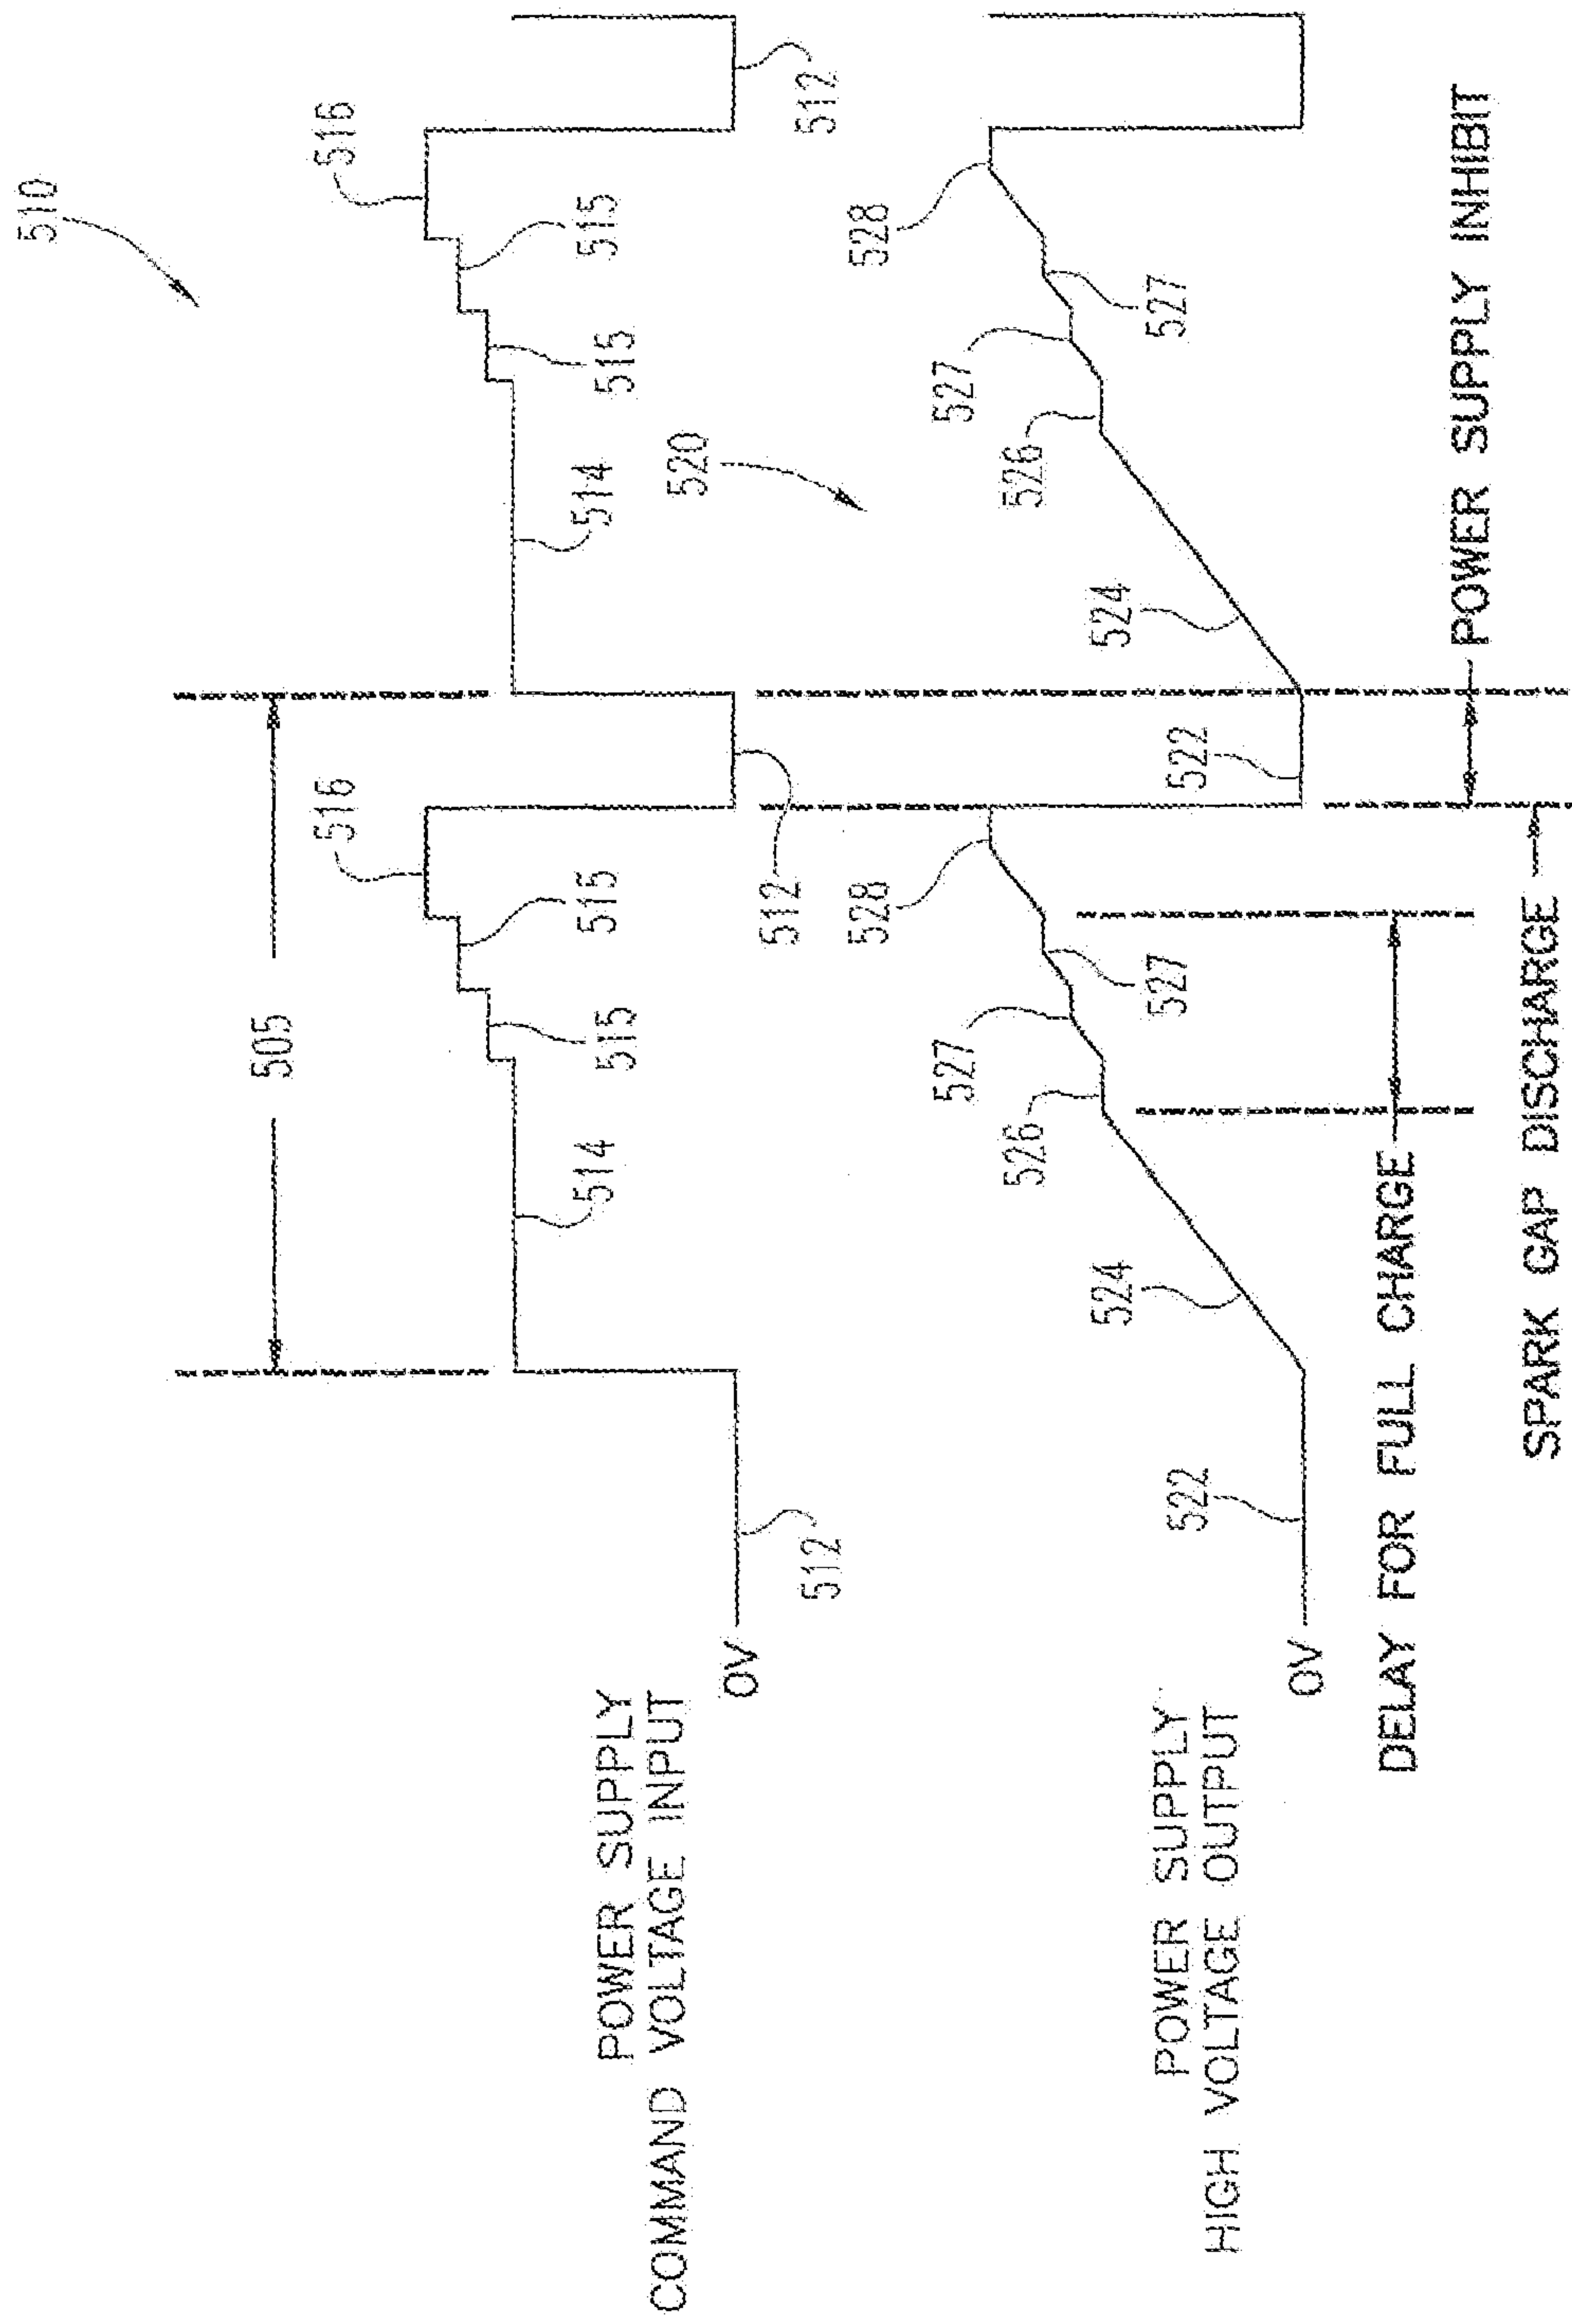 510
505
516
516
515
515
515
515
514
514
POWER SUPPLY
COMMAND VOLTAGE INPUT
0V
512
512
512
520
528
528
527
527
527
527
526
526
524
524
522
522
POWER SUPPLY
HIGH VOLTAGE OUTPUT
0V
DELAY FOR FULL CHARGE
POWER SUPPLY INHIBIT
SPARK GAP DISCHARGE